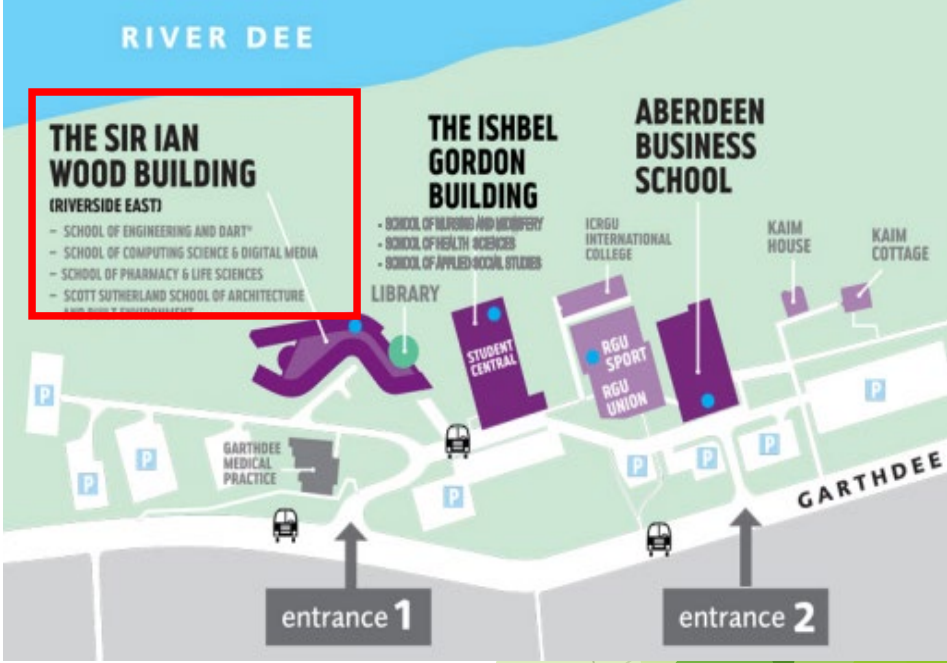 RIVER DEE
THE SIR IAN
WOOD BUILDING
(RIVERSIDE EAST)
– SCHOOL OF ENGINEERING AND DART*
– SCHOOL OF COMPUTING SCIENCE & DIGITAL MEDIA
– SCHOOL OF PHARMACY & LIFE SCIENCES
– SCOTT SUTHERLAND SCHOOL OF ARCHITECTURE
AND BUILT ENVIRONMENT
THE ISHBEL
GORDON
BUILDING
- SCHOOL OF NURSING AND MIDWIFERY
- SCHOOL OF HEALTH SCIENCES
- SCHOOL OF APPLIED SOCIAL STUDIES
ABERDEEN
BUSINESS
SCHOOL
ICRGU
INTERNATIONAL
COLLEGE
KAIM
HOUSE
KAIM
COTTAGE
LIBRARY
STUDENT
CENTRAL
RGU
SPORT
RGU
UNION
P
P
P
P
GARTHDEE
MEDICAL
PRACTICE
P
P
P
P
P
GARTHDEE
entrance 1
entrance 2